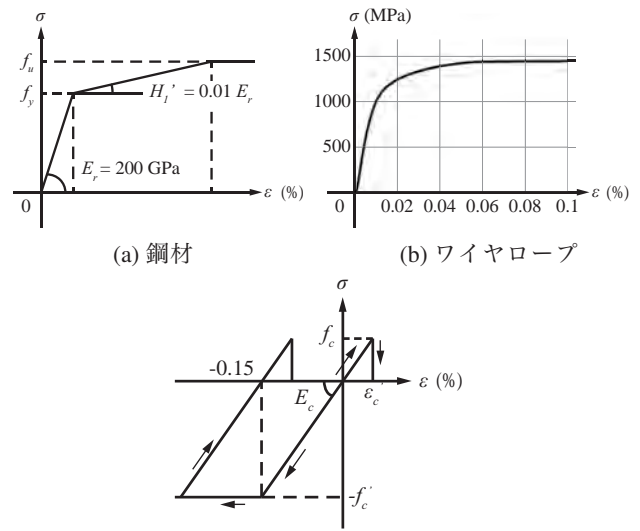 σ
f_u
f_y
H_1' = 0.01 E_r
E_r = 200 GPa
ε (%)
0
(a) 鋼材
σ (MPa)
1500
1000
500
0
0.02 0.04 0.06 0.08 0.1
ε (%)
(b) ワイヤロープ
σ
f_c
-0.15
ε (%)
E_c
ε_c'
-f_c'